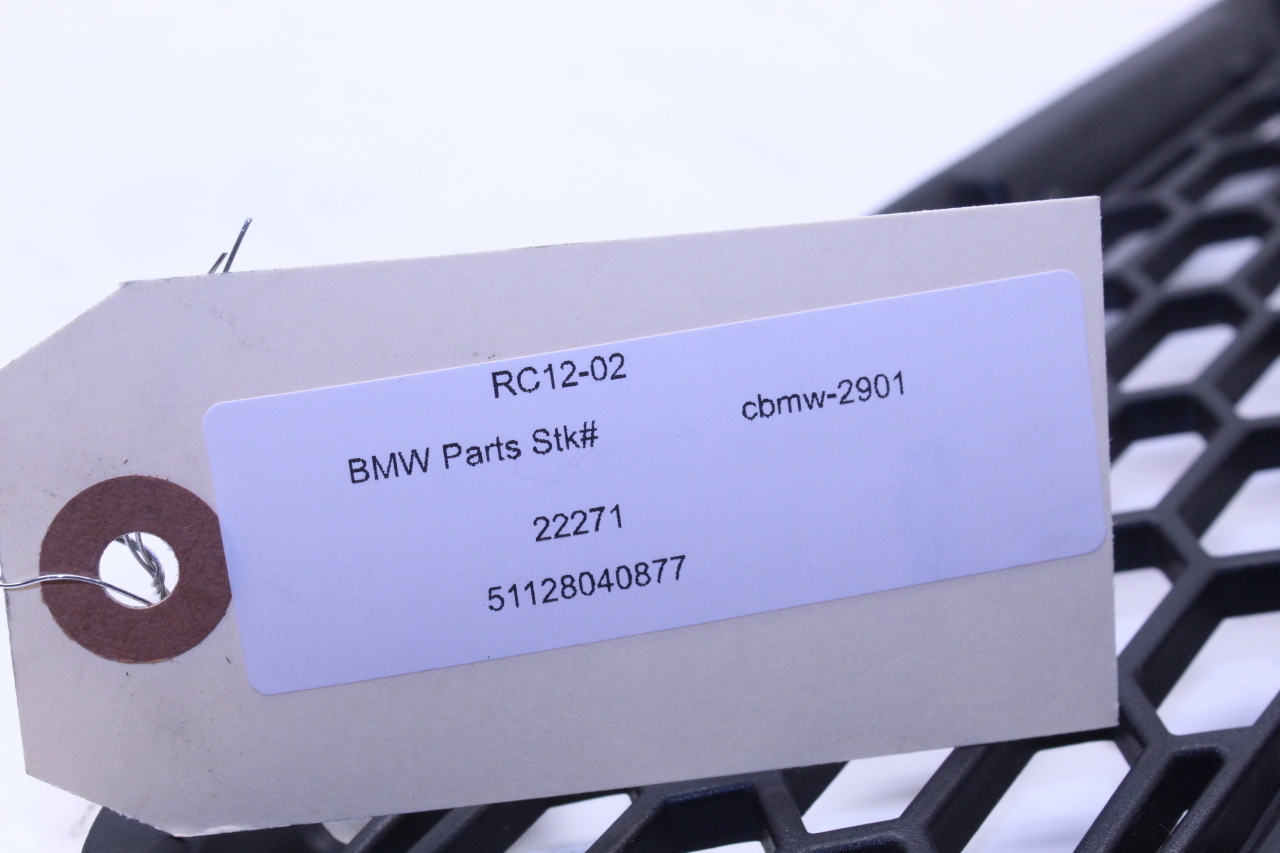 RC12-02
BMW Parts Stk# cbmw-2901
22271
51128040877